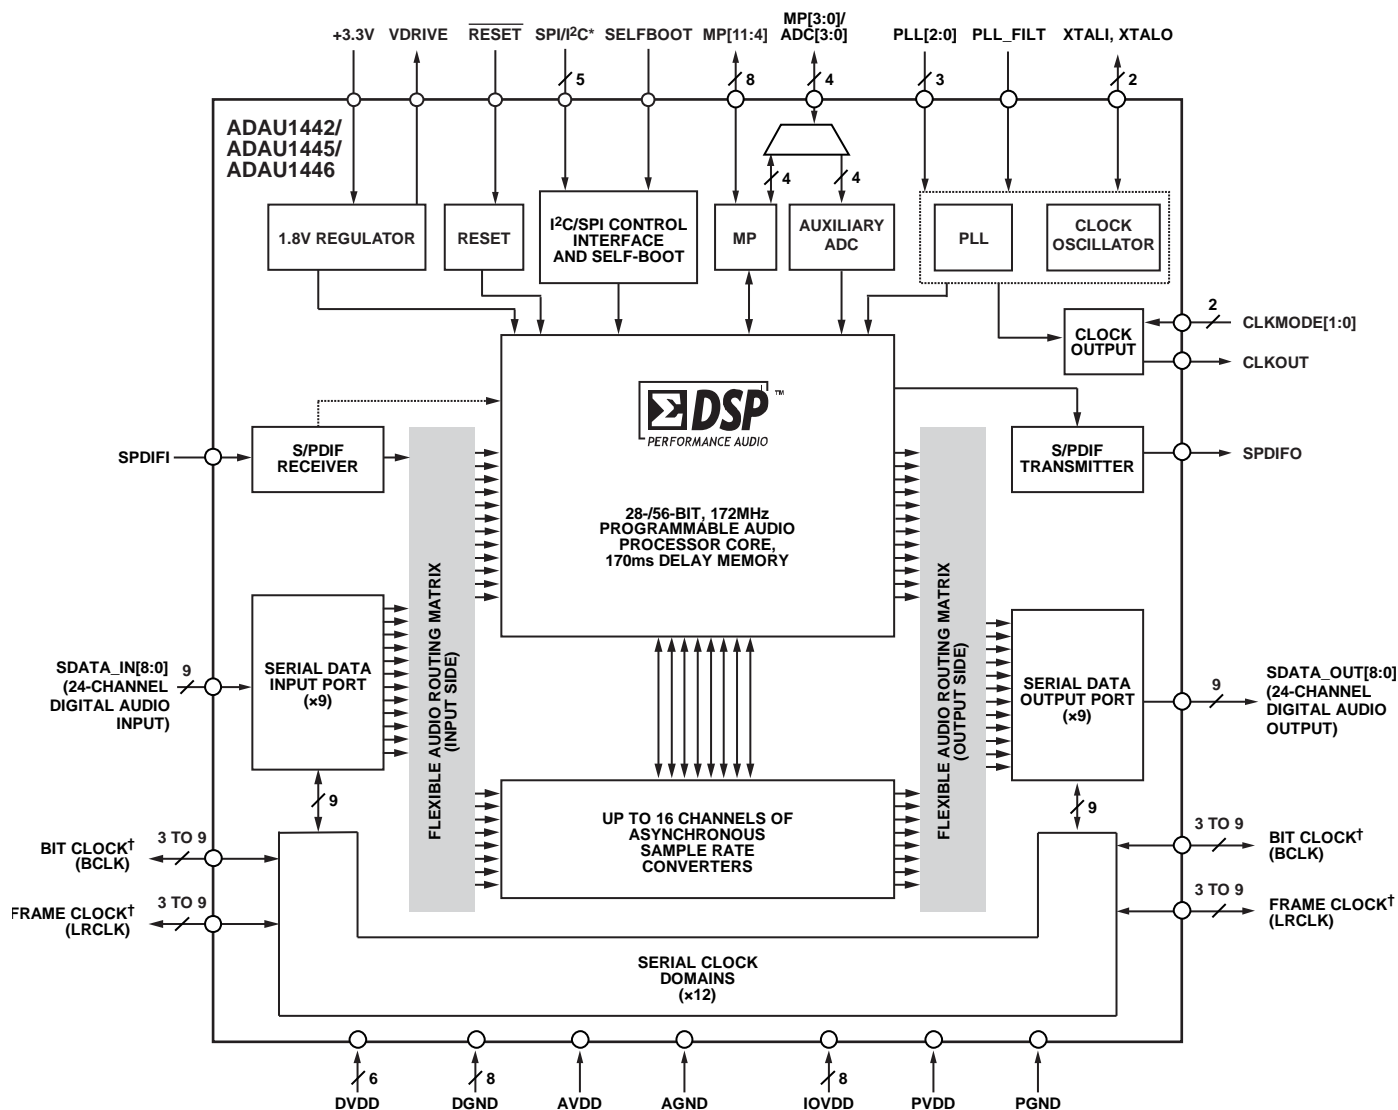 +3.3V VDRIVE RESET SPI/I²C* SELFBOOT MP[11:4] MP[3:0]/
ADC[3:0] PLL[2:0] PLL_FILT XTALI, XTALO
5 8 4 3 2
ADAU1442/
ADAU1445/
ADAU1446
4 4
1.8V REGULATOR
RESET
I²C/SPI CONTROL
INTERFACE
AND SELF-BOOT
MP
AUXILIARY
ADC
PLL
CLOCK
OSCILLATOR
2
CLKMODE[1:0]
CLOCK
OUTPUT
CLKOUT
ΣDSP™
PERFORMANCE AUDIO
SPDIFI
S/PDIF
RECEIVER
S/PDIF
TRANSMITTER
SPDIFO
28-/56-BIT, 172MHz
PROGRAMMABLE AUDIO
PROCESSOR CORE,
170ms DELAY MEMORY
FLEXIBLE AUDIO ROUTING MATRIX
(INPUT SIDE)
FLEXIBLE AUDIO ROUTING MATRIX
(OUTPUT SIDE)
SDATA_IN[8:0]
(24-CHANNEL
DIGITAL AUDIO
INPUT)
9
SERIAL DATA
INPUT PORT
(×9)
SERIAL DATA
OUTPUT PORT
(×9)
9
SDATA_OUT[8:0]
(24-CHANNEL
DIGITAL AUDIO
OUTPUT)
9
9
UP TO 16 CHANNELS OF
ASYNCHRONOUS
SAMPLE RATE
CONVERTERS
BIT CLOCK†
(BCLK)
3 TO 9
3 TO 9
BIT CLOCK†
(BCLK)
FRAME CLOCK†
(LRCLK)
3 TO 9
3 TO 9
FRAME CLOCK†
(LRCLK)
SERIAL CLOCK
DOMAINS
(×12)
6 8 8
DVDD DGND AVDD AGND IOVDD PVDD PGND